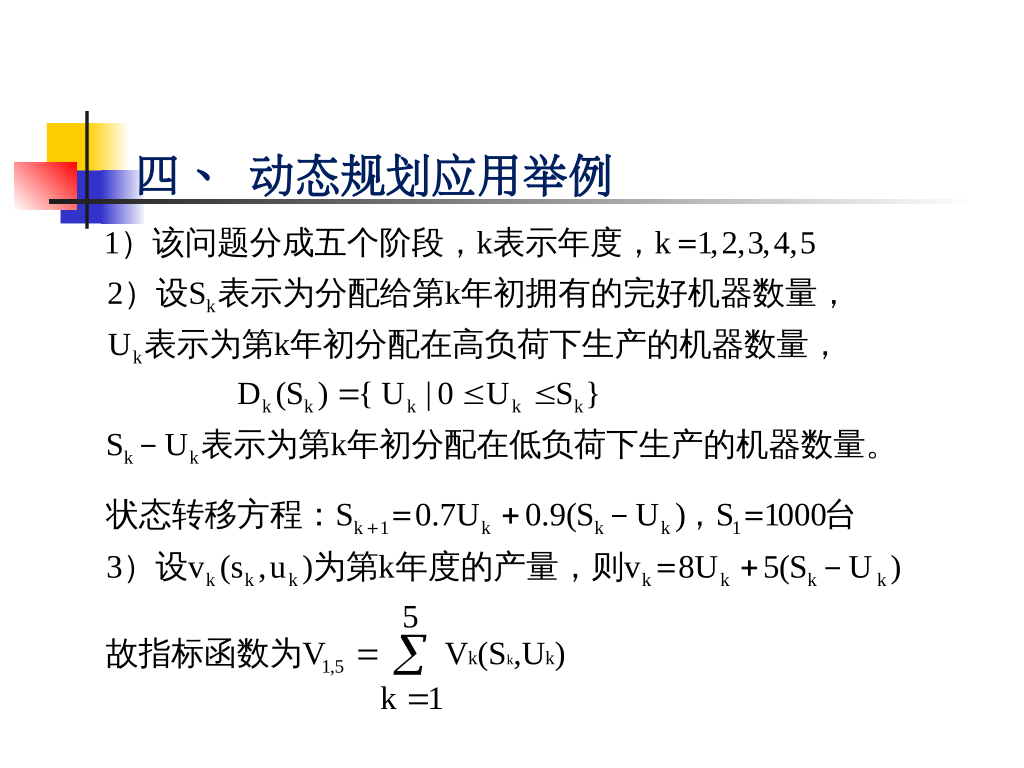 四、 动态规划应用举例
1）该问题分成五个阶段，k表示年度，k＝1,2,3,4,5
2）设Sk表示为分配给第k年初拥有的完好机器数量，
Uk表示为第k年初分配在高负荷下生产的机器数量，
Dk(Sk)＝{ Uk | 0 ≤Uk ≤Sk }
Sk－Uk表示为第k年初分配在低负荷下生产的机器数量。
状态转移方程：Sk＋1＝0.7Uk＋0.9(Sk－Uk)，S1＝1000台
3）设vk(sk,uk)为第k年度的产量，则vk＝8Uk＋5(Sk－Uk)
5
故指标函数为V1,5 ＝ ∑ Vk(Sk,Uk)
k ＝1